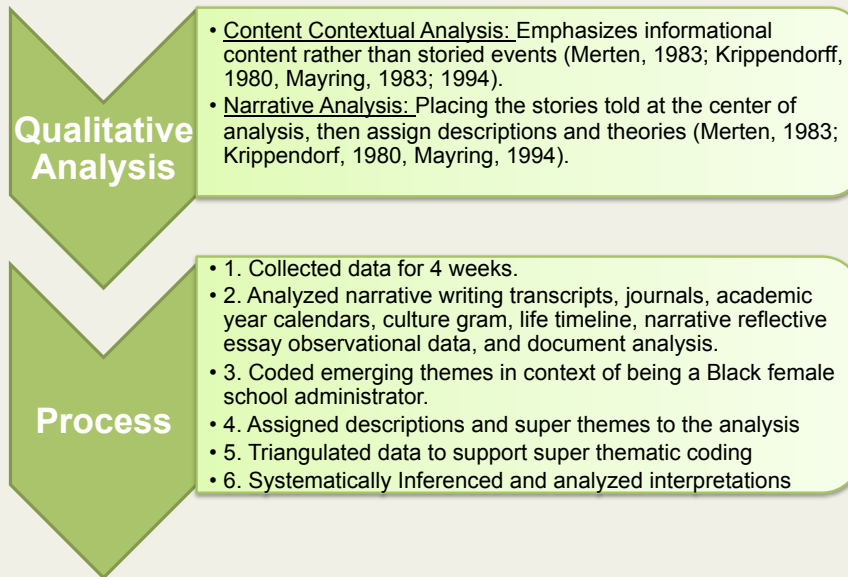 Qualitative
Analysis
• Content Contextual Analysis: Emphasizes informational
content rather than storied events (Merten, 1983; Krippendorff,
1980, Mayring, 1983; 1994).
• Narrative Analysis: Placing the stories told at the center of
analysis, then assign descriptions and theories (Merten, 1983;
Krippendorf, 1980, Mayring, 1994).
Process
• 1. Collected data for 4 weeks.
• 2. Analyzed narrative writing transcripts, journals, academic
year calendars, culture gram, life timeline, narrative reflective
essay observational data, and document analysis.
• 3. Coded emerging themes in context of being a Black female
school administrator.
• 4. Assigned descriptions and super themes to the analysis
• 5. Triangulated data to support super thematic coding
• 6. Systematically Inferenced and analyzed interpretations